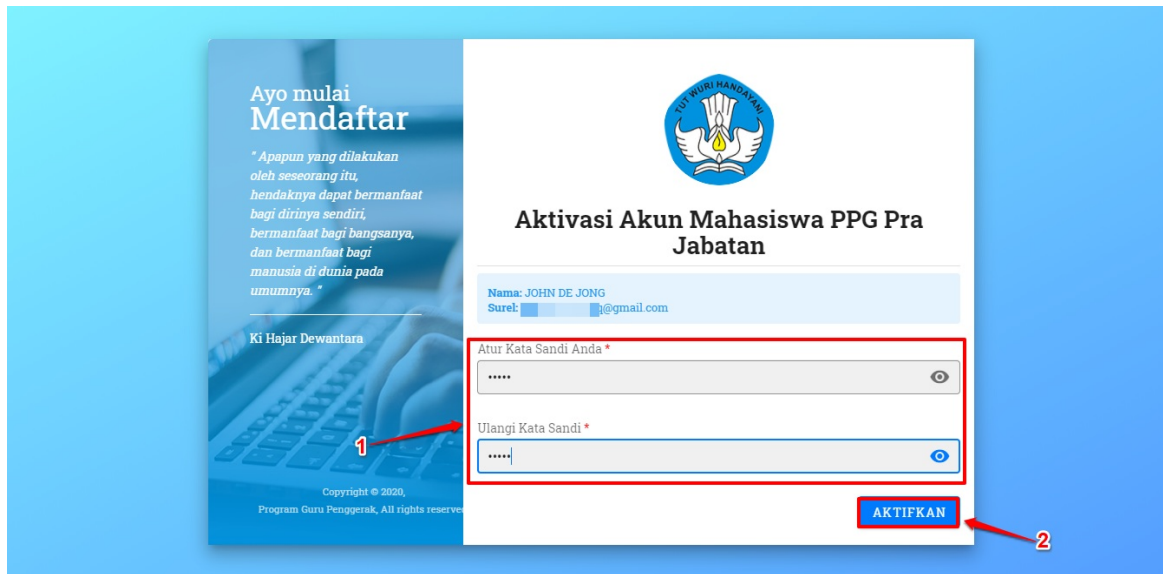 Ayo mulai
Mendaftar
" Apapun yang dilakukan
oleh seseorang itu,
hendaknya dapat bermanfaat
bagi dirinya sendiri,
bermanfaat bagi bangsanya,
dan bermanfaat bagi
manusia di dunia pada
umumnya. "
Ki Hajar Dewantara
Copyright © 2020,
Program Guru Penggerak, All rights reserve
TUT WURI HANDAYANI
Aktivasi Akun Mahasiswa PPG Pra
Jabatan
Nama: JOHN DE JONG
Surel: @gmail.com
Atur Kata Sandi Anda *
•••••
Ulangi Kata Sandi *
•••••
AKTIFKAN
1
2